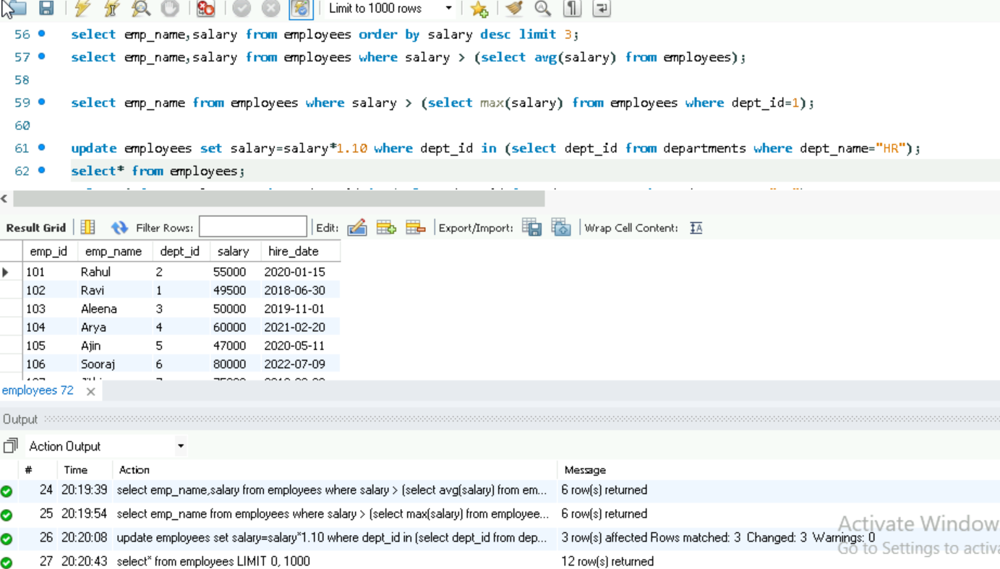 Limit to 1000 rows
56 select emp_name,salary from employees order by salary desc limit 3;
57 select emp_name,salary from employees where salary > (select avg(salary) from employees);
58
59 select emp_name from employees where salary > (select max(salary) from employees where dept_id=1);
60
61 update employees set salary=salary*1.10 where dept_id in (select dept_id from departments where dept_name="HR");
62 select* from employees;
Result Grid Filter Rows: Edit: Export/Import: Wrap Cell Content:
emp_id emp_name dept_id salary hire_date
101 Rahul 2 55000 2020-01-15
102 Ravi 1 49500 2018-06-30
103 Aleena 3 50000 2019-11-01
104 Arya 4 60000 2021-02-20
105 Ajin 5 47000 2020-05-11
106 Sooraj 6 80000 2022-07-09
employees 72
Output
Action Output
# Time Action Message
24 20:19:39 select emp_name,salary from employees where salary > (select avg(salary) from em... 6 row(s) returned
25 20:19:54 select emp_name from employees where salary > (select max(salary) from employee... 6 row(s) returned
26 20:20:08 update employees set salary=salary*1.10 where dept_id in (select dept_id from dep... 3 row(s) affected Rows matched: 3 Changed: 3 Warnings: 0
27 20:20:43 select* from employees LIMIT 0, 1000 12 row(s) returned
Activate Window
Go to Settings to activa